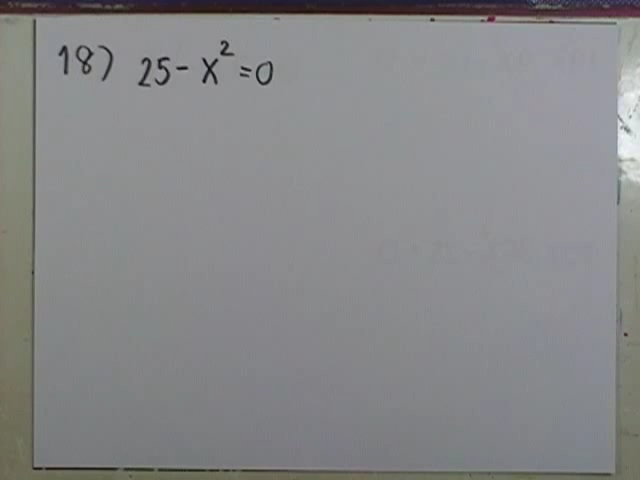 18) 25 - x² = 0